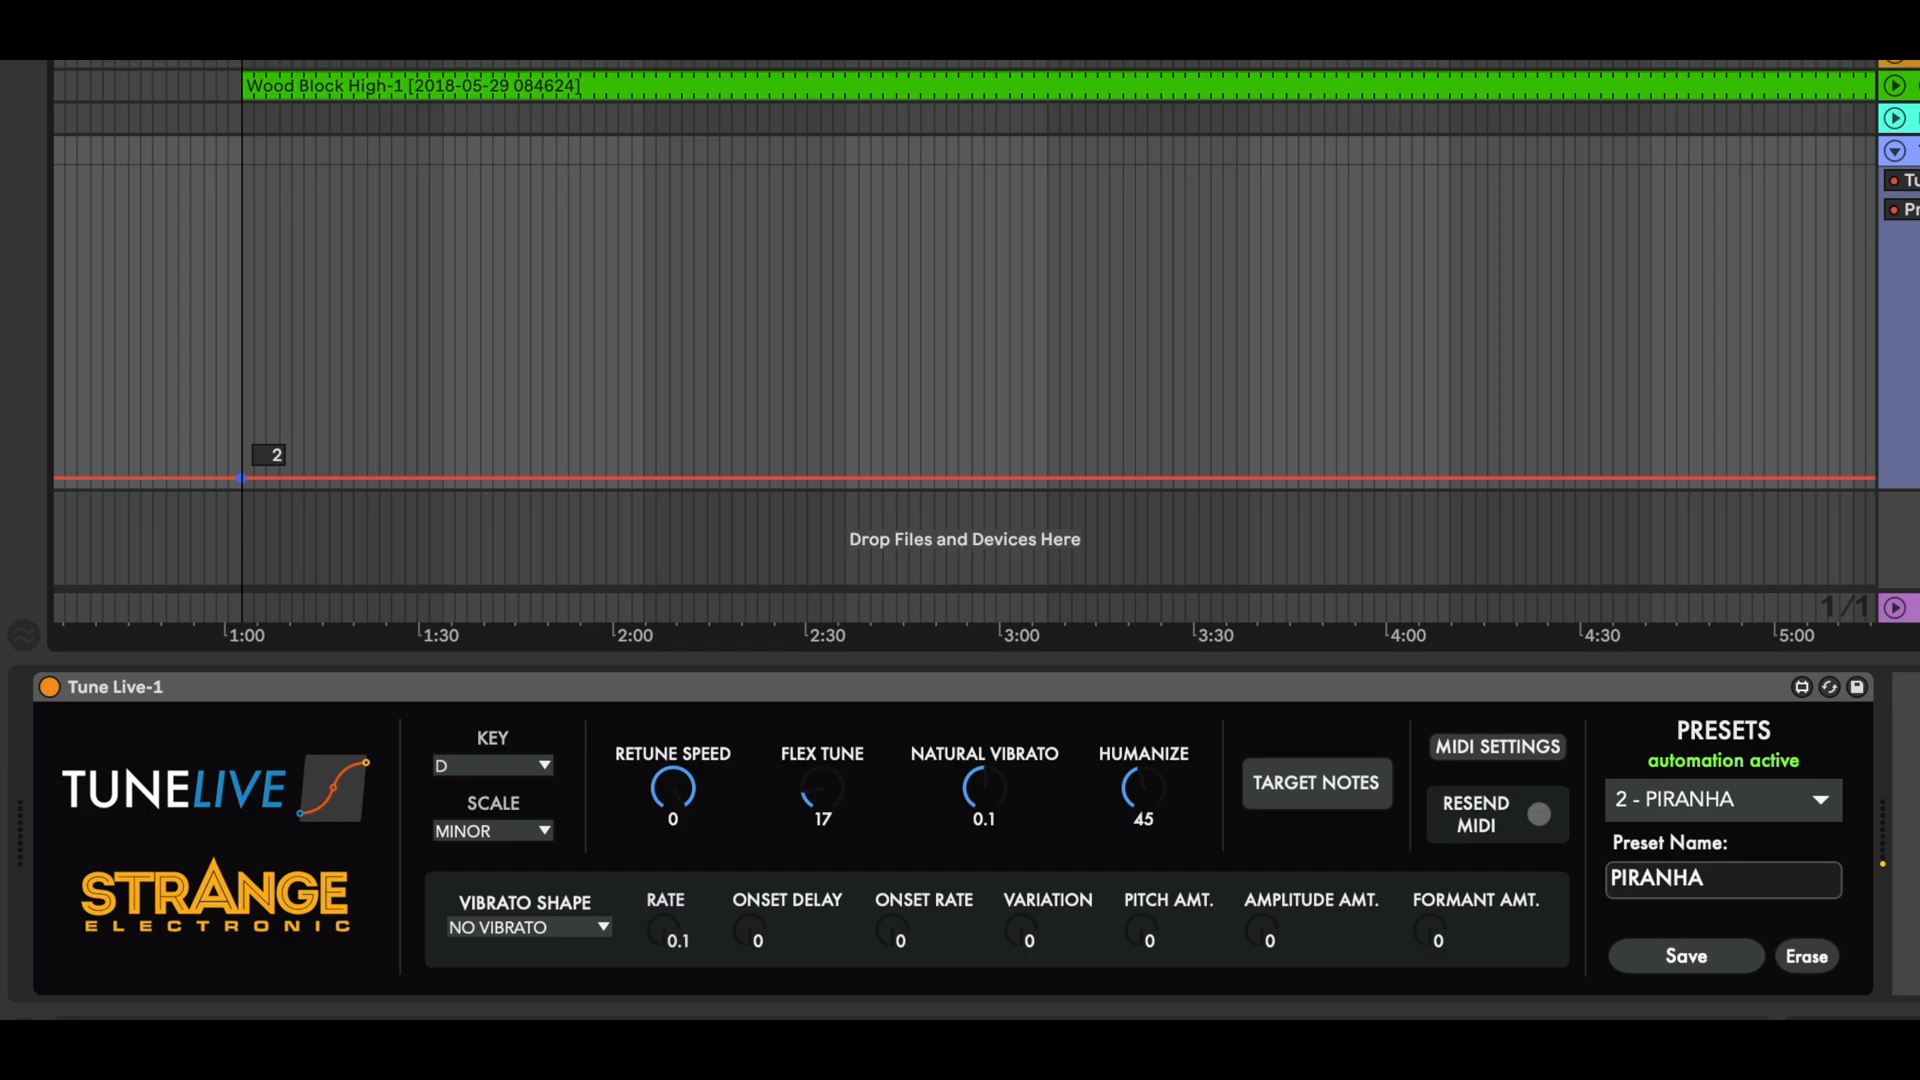 Wood Block High-1 [2018-05-29 084624]
Tu
Pr
2
Drop Files and Devices Here
1/1
1:00
1:30
2:00
2:30
3:00
3:30
4:00
4:30
5:00
Tune Live-1
TUNELIVE
STRANGE
ELECTRONIC
KEY
D
SCALE
MINOR
RETUNE SPEED
0
FLEX TUNE
17
NATURAL VIBRATO
0.1
HUMANIZE
45
TARGET NOTES
MIDI SETTINGS
RESEND
MIDI
VIBRATO SHAPE
NO VIBRATO
RATE
0.1
ONSET DELAY
0
ONSET RATE
0
VARIATION
0
PITCH AMT.
0
AMPLITUDE AMT.
0
FORMANT AMT.
0
PRESETS
automation active
2 - PIRANHA
Preset Name:
PIRANHA
Save
Erase